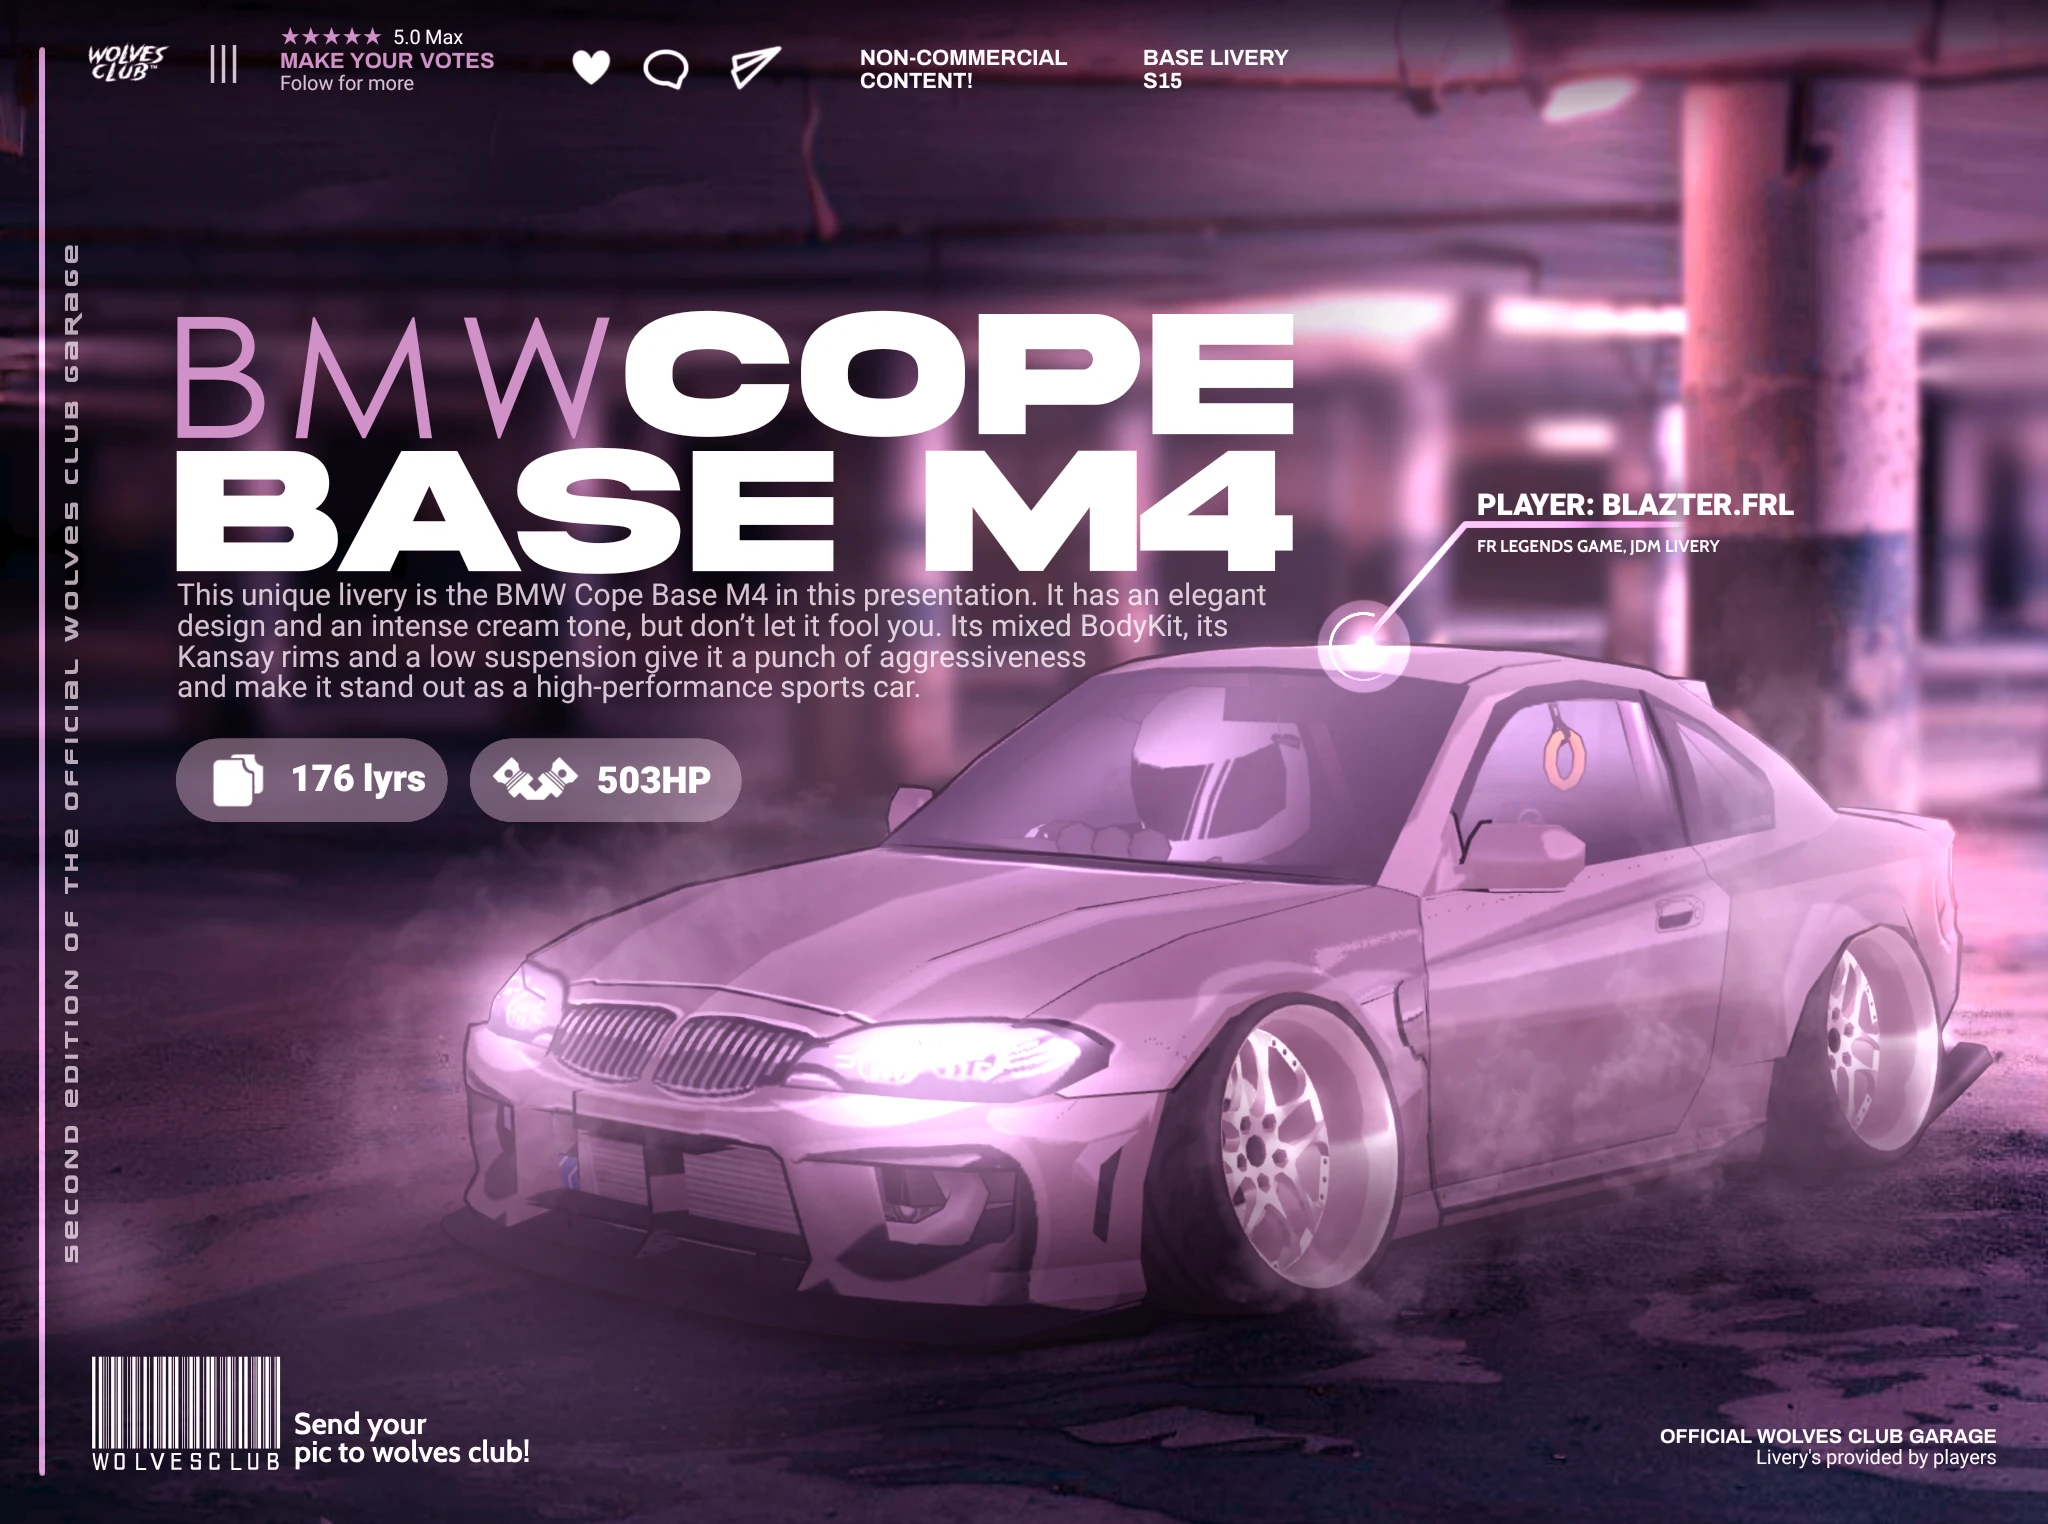 WOLVES
CLUB™
★★★★★ 5.0 Max
MAKE YOUR VOTES
Folow for more
NON-COMMERCIAL
CONTENT!
BASE LIVERY
S15
SECOND EDITION OF THE OFFICIAL WOLVES CLUB GARAGE
BMW COPE
BASE M4
This unique livery is the BMW Cope Base M4 in this presentation. It has an elegant
design and an intense cream tone, but don’t let it fool you. Its mixed BodyKit, its
Kansay rims and a low suspension give it a punch of aggressiveness
and make it stand out as a high-performance sports car.
176 lyrs
503HP
PLAYER: BLAZTER.FRL
FR LEGENDS GAME, JDM LIVERY
WOLVESCLUB
Send your
pic to wolves club!
OFFICIAL WOLVES CLUB GARAGE
Livery's provided by players